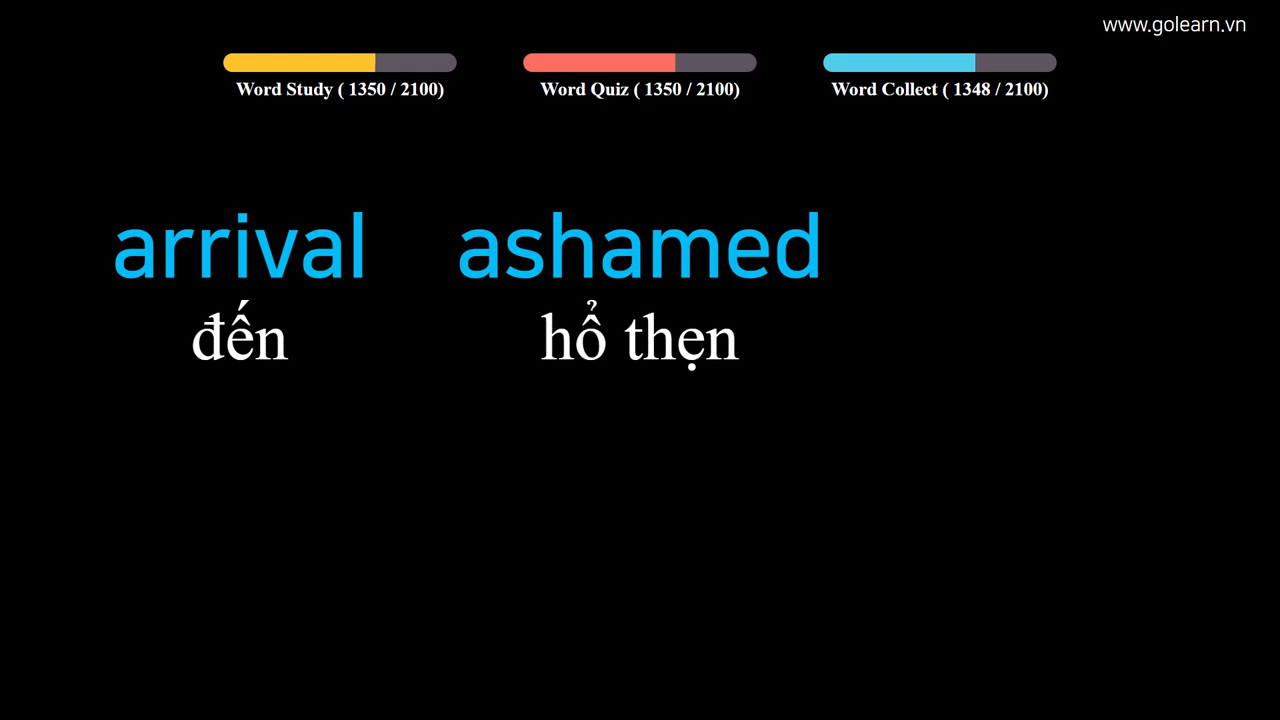 www.golearn.vn
Word Study ( 1350 / 2100)
Word Quiz ( 1350 / 2100)
Word Collect ( 1348 / 2100)
arrival ashamed
đến hổ thẹn